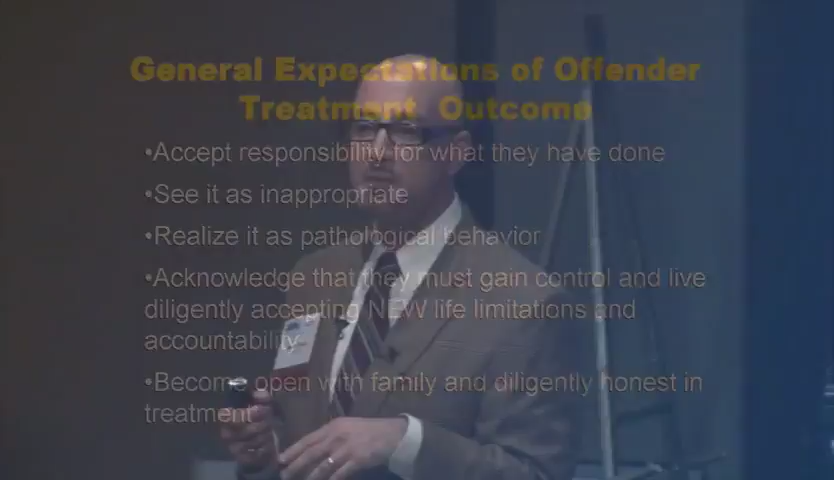 General Expectations of Offender
Treatment Outcome
•Accept responsibility for what they have done
•See it as inappropriate
•Realize it as pathological behavior
•Acknowledge that they must gain control and live
diligently accepting NEW life limitations and
accountability
•Become open with family and diligently honest in
treatment